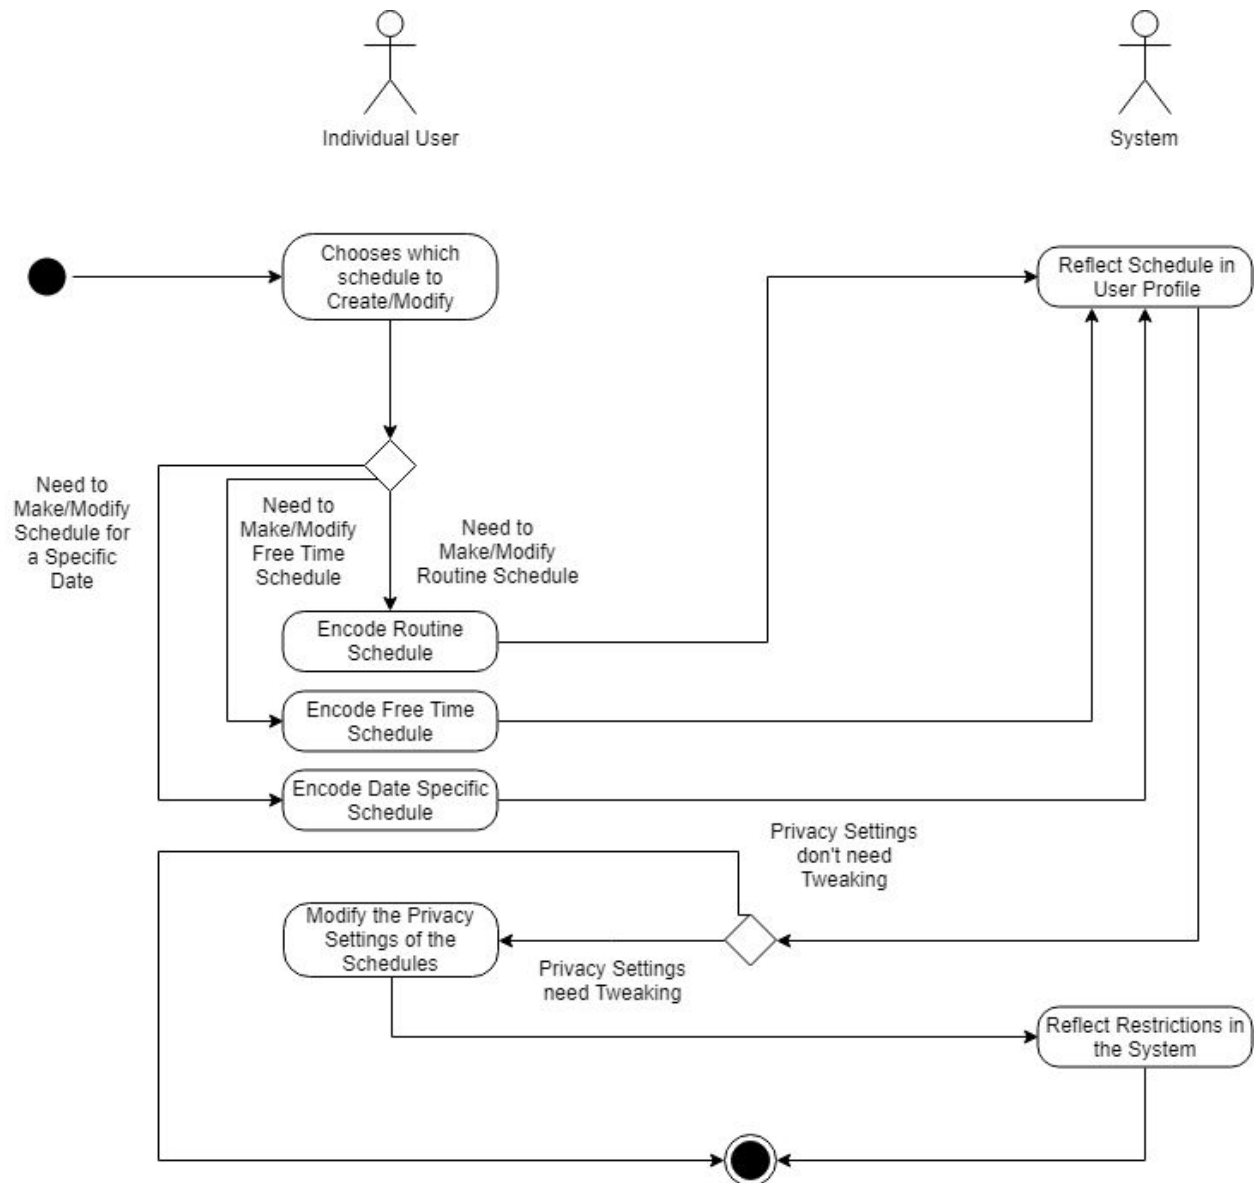 Individual User
System
Chooses which
schedule to
Create/Modify
Reflect Schedule in
User Profile
Need to
Make/Modify
Schedule for
a Specific
Date
Need to
Make/Modify
Free Time
Schedule
Need to
Make/Modify
Routine Schedule
Encode Routine
Schedule
Encode Free Time
Schedule
Encode Date Specific
Schedule
Privacy Settings
don't need
Tweaking
Modify the Privacy
Settings of the
Schedules
Privacy Settings
need Tweaking
Reflect Restrictions in
the System